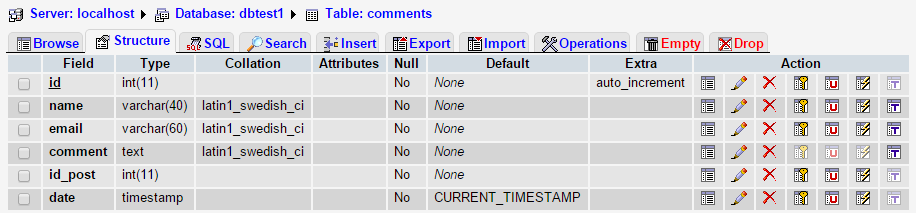 Server: localhost ▸ Database: dbtest1 ▸ Table: comments
Browse Structure SQL Search Insert Export Import Operations Empty Drop
Field Type Collation Attributes Null Default Extra Action
id int(11) No None auto_increment
name varchar(40) latin1_swedish_ci No None
email varchar(60) latin1_swedish_ci No None
comment text latin1_swedish_ci No None
id_post int(11) No None
date timestamp No CURRENT_TIMESTAMP